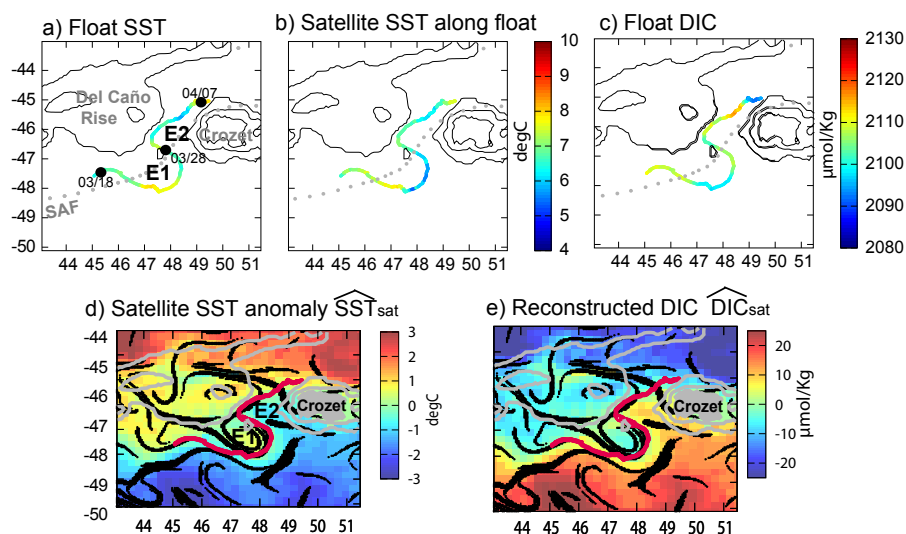 a) Float SST
b) Satellite SST along float
c) Float DIC
-44
-45
-46
-47
-48
-49
-50
Del Caño
Rise
04/07
E2
Crozet
03/28
E1
03/18
SAF
44 45 46 47 48 49 50 51
44 45 46 47 48 49 50 51
10
9
8
7
6
5
4
degC
44 45 46 47 48 49 50 51
2130
2120
2110
2100
2090
2080
µmol/Kg
d) Satellite SST anomaly SSTsat
-44
-45
-46
-47
-48
-49
-50
E2
E1
Crozet
44 45 46 47 48 49 50 51
3
2
1
0
-1
-2
-3
degC
e) Reconstructed DIC DICsat
Crozet
44 45 46 47 48 49 50 51
20
10
0
-10
-20
µmol/Kg